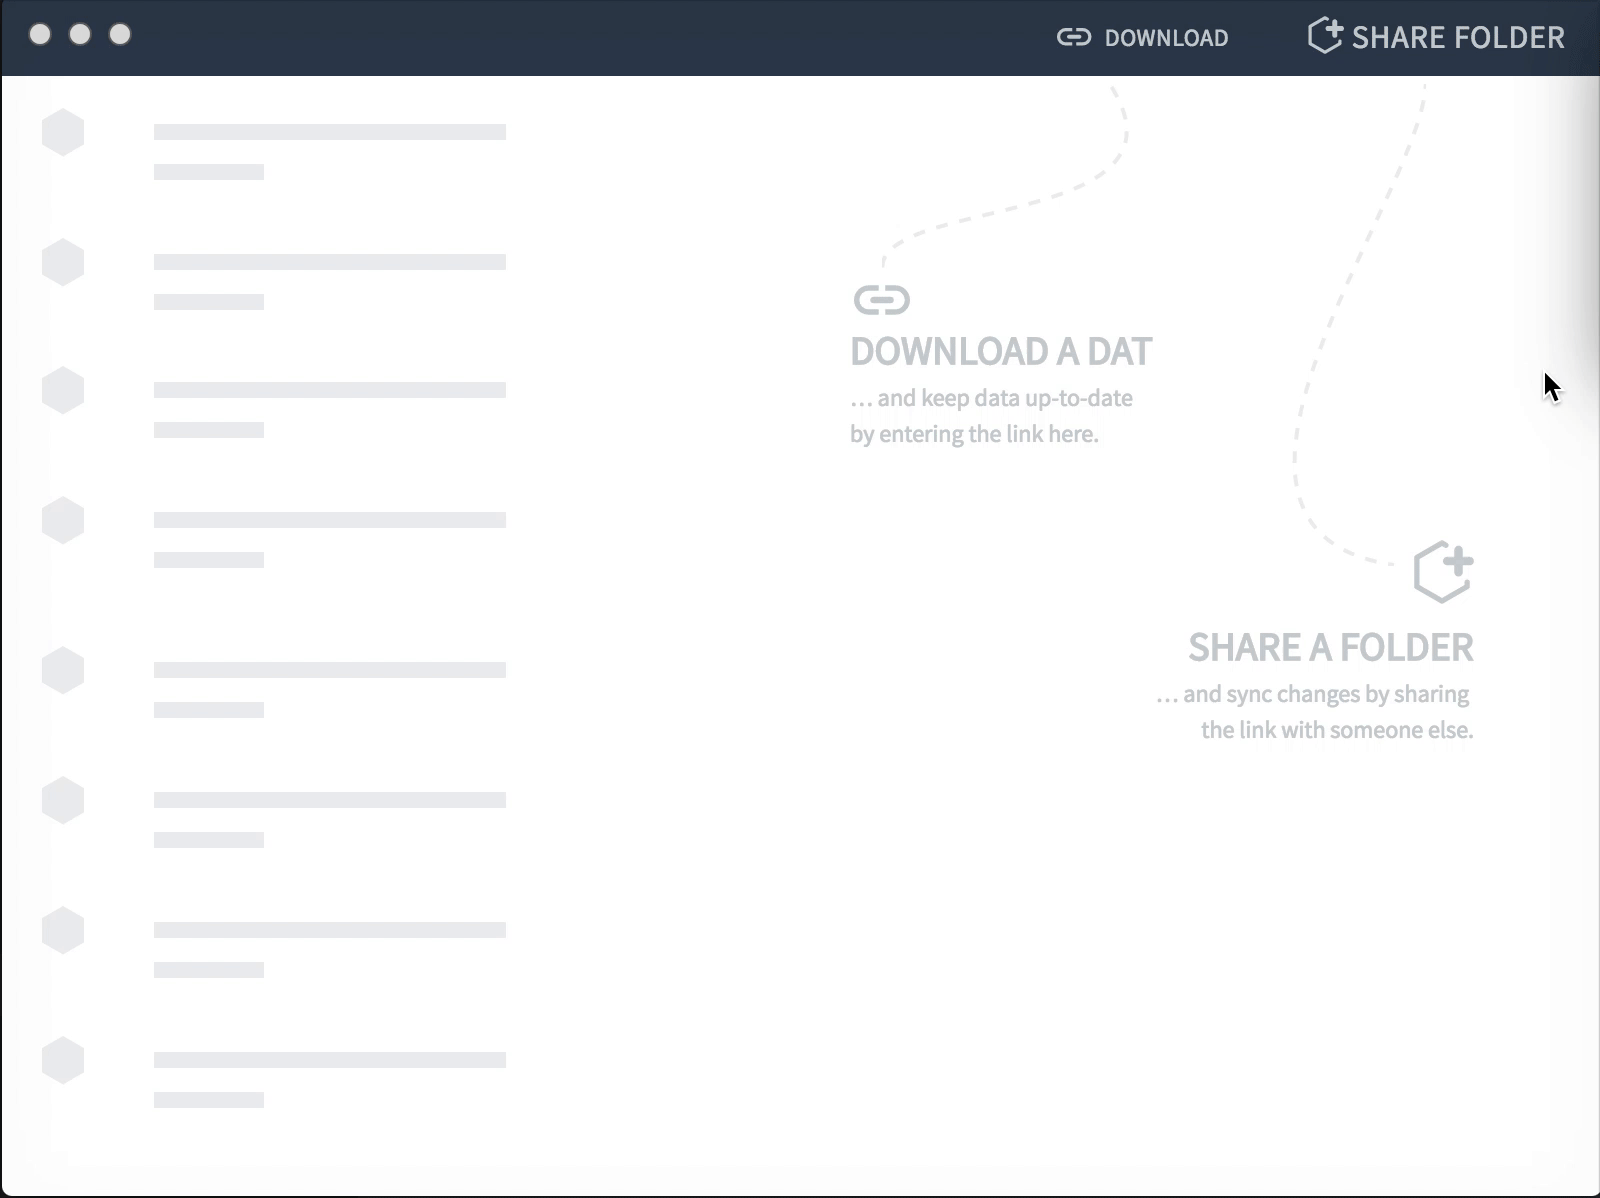 DOWNLOAD
SHARE FOLDER
DOWNLOAD A DAT
... and keep data up-to-date
by entering the link here.
SHARE A FOLDER
... and sync changes by sharing
the link with someone else.